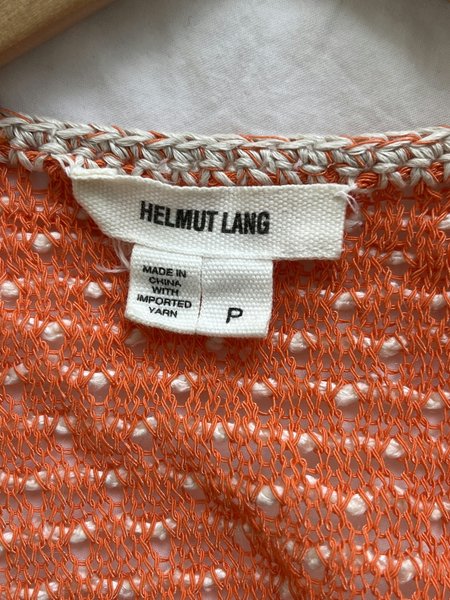 HELMUT LANG
MADE IN
CHINA
WITH
IMPORTED
YARN
P